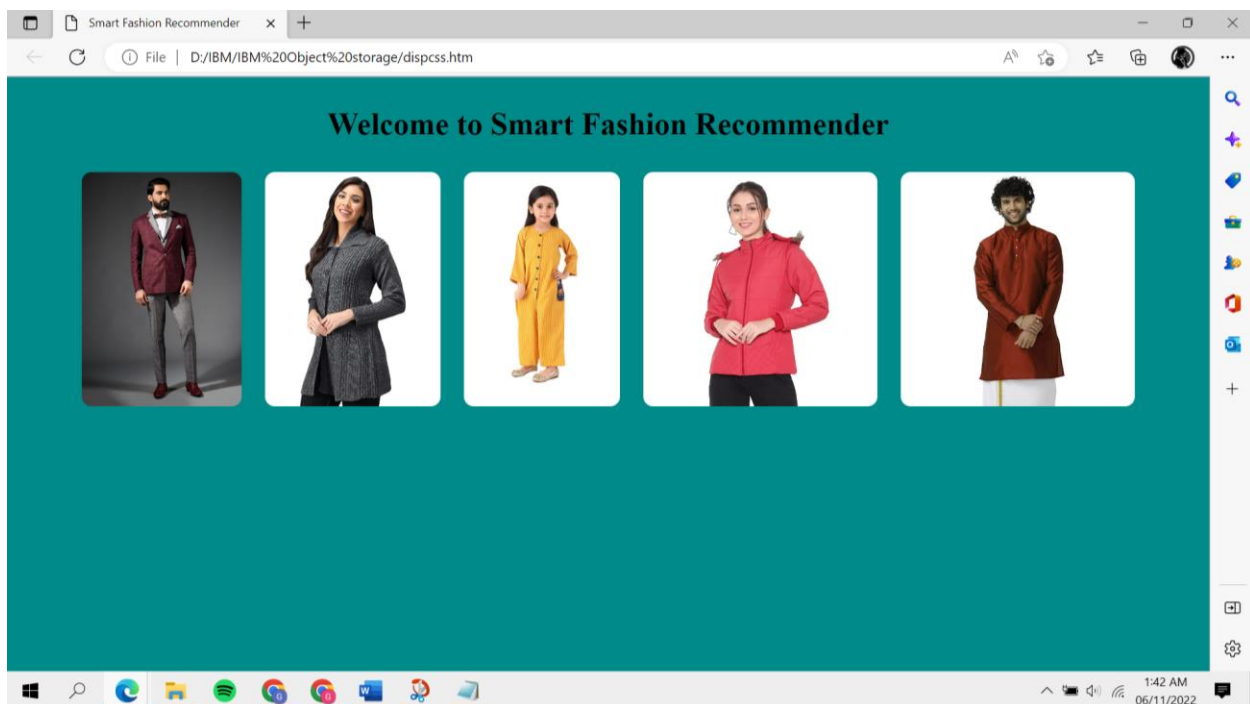 Smart Fashion Recommender
File | D:/IBM/IBM%20Object%20storage/dispcss.htm
Welcome to Smart Fashion Recommender
1:42 AM
06/11/2022